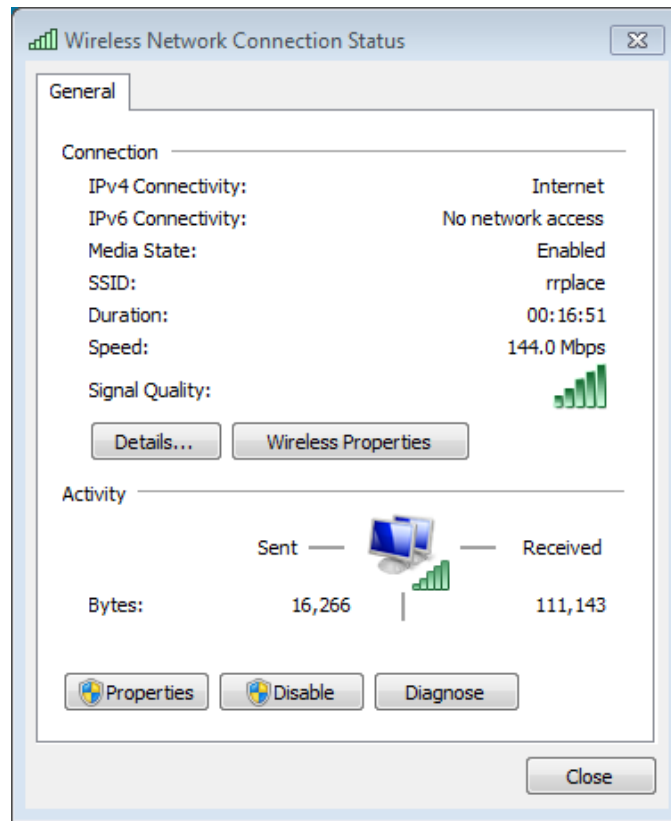 Wireless Network Connection Status
General
Connection
IPv4 Connectivity: Internet
IPv6 Connectivity: No network access
Media State: Enabled
SSID: rrplace
Duration: 00:16:51
Speed: 144.0 Mbps
Signal Quality:
Details... Wireless Properties
Activity
Sent Received
Bytes: 16,266 111,143
Properties Disable Diagnose
Close